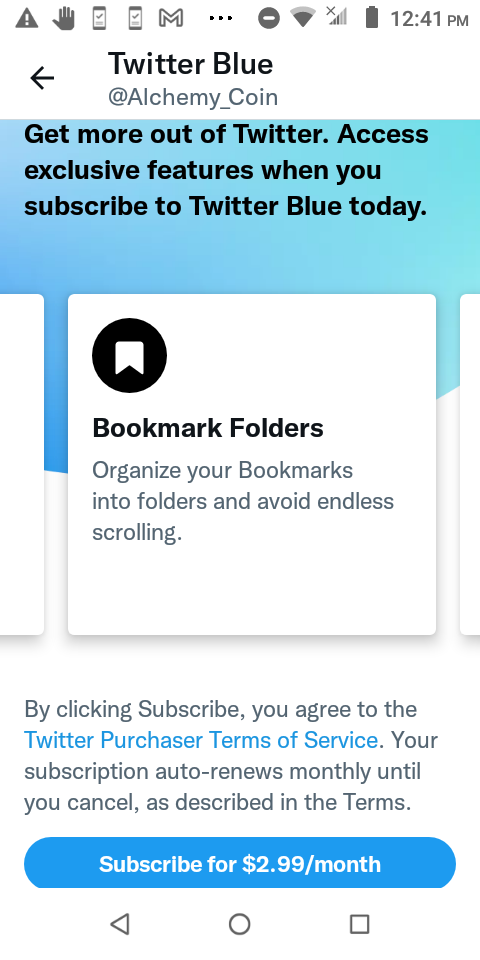 12:41 PM
Twitter Blue
@Alchemy_Coin
Get more out of Twitter. Access
exclusive features when you
subscribe to Twitter Blue today.
Bookmark Folders
Organize your Bookmarks
into folders and avoid endless
scrolling.
By clicking Subscribe, you agree to the
Twitter Purchaser Terms of Service. Your
subscription auto-renews monthly until
you cancel, as described in the Terms.
Subscribe for $2.99/month